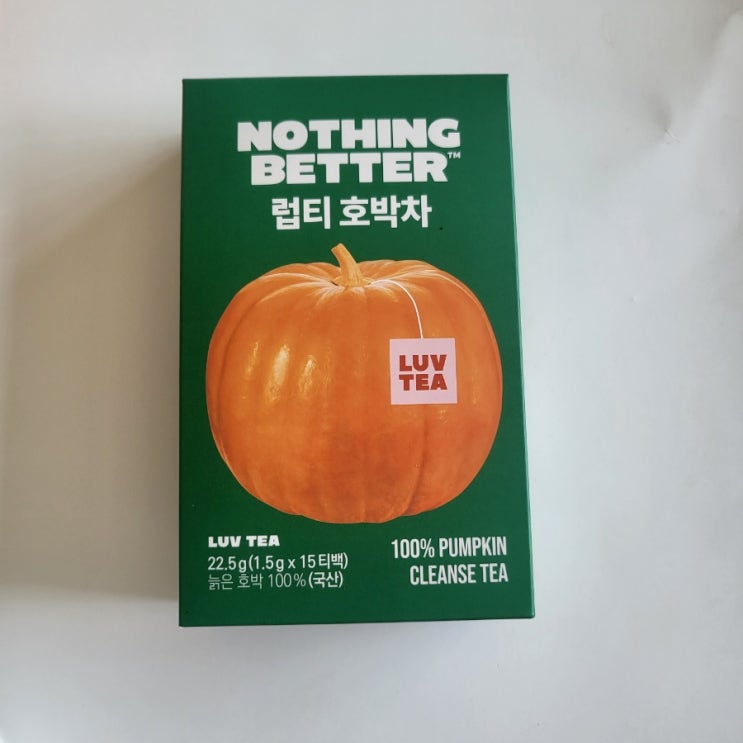 NOTHING
BETTER™
럽티 호박차
LUV
TEA
LUV TEA
22.5g(1.5g x 15티백)
늙은 호박 100%(국산)
100% PUMPKIN
CLEANSE TEA